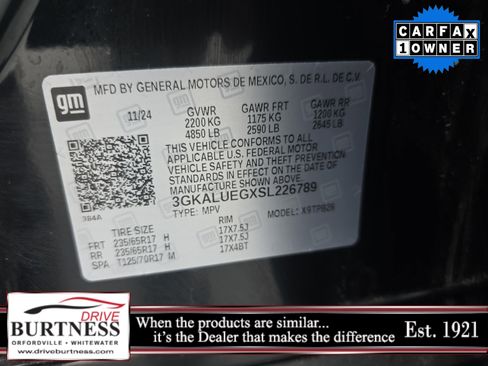 CARFAX
1 OWNER
MFD BY GENERAL MOTORS DE MEXICO, S. DE R.L. DE C.V.
gm
11/24 GVWR GAWR FRT GAWR RR
2200 KG 1175 KG 1200 KG
4850 LB 2590 LB 2645 LB
THIS VEHICLE CONFORMS TO ALL
APPLICABLE U.S. FEDERAL MOTOR
VEHICLE SAFETY AND THEFT PREVENTION
STANDARDS IN EFFECT ON THE DATE OF
MANUFACTURE SHOWN ABOVE.
3GKALUEGXSL226789
TYPE: MPV MODEL: X9TPB26
384A
TIRE SIZE RIM
FRT 235/65R17 H 17X7.5J
RR 235/65R17 H 17X7.5J
SPA T125/70R17 M 17X4BT
DRIVE
BURTNESS
ORFORDVILLE - WHITEWATER
www.driveburtness.com
When the products are similar...
it's the Dealer that makes the difference
Est. 1921